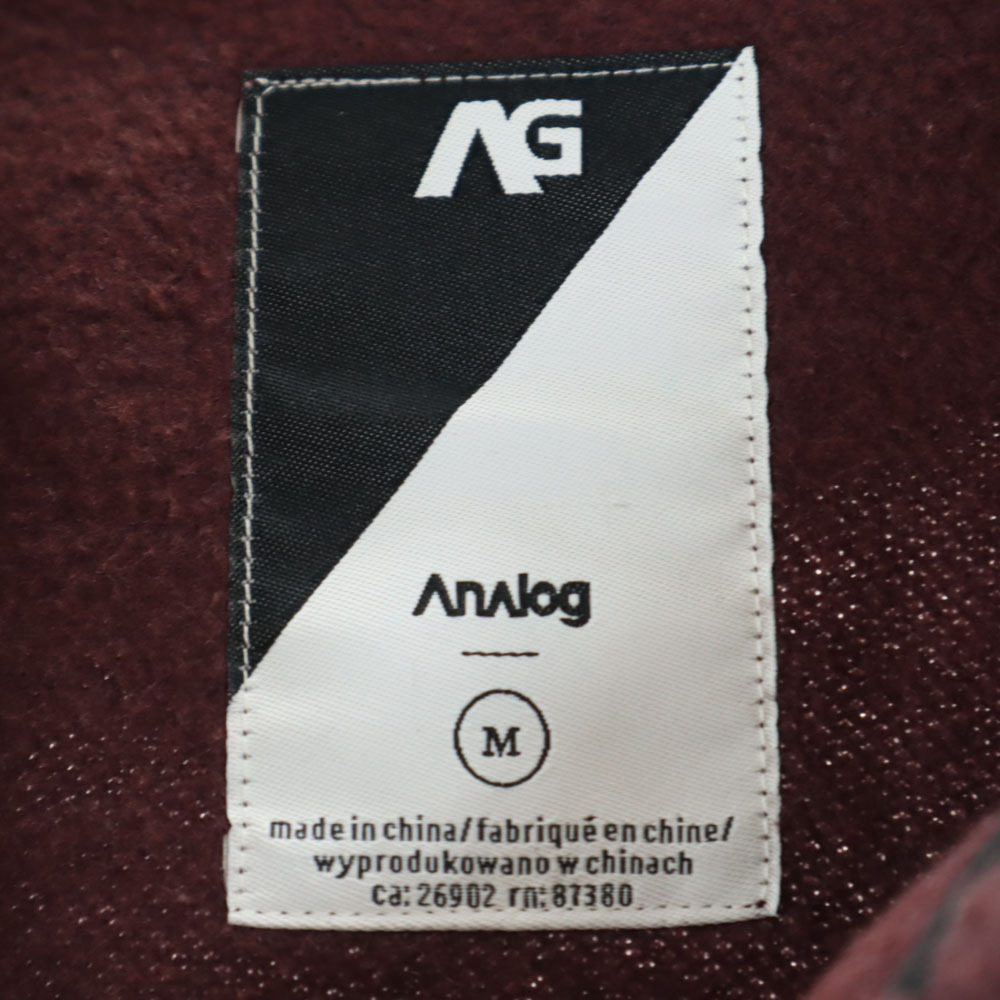 AG
Analog
M
made in china/fabriqué en chine/
wyprodukowano w chinach
ca: 26902 rn: 87380